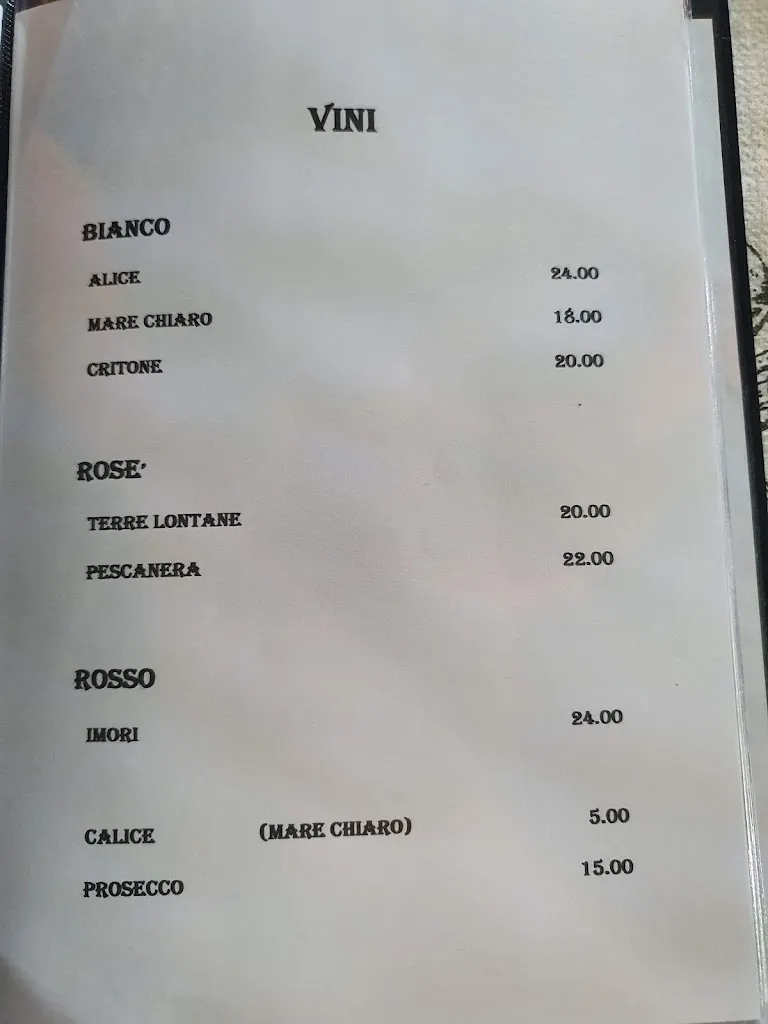 VINI
BIANCO
ALICE 24.00
MARE CHIARO 18.00
CRITONE 20.00
ROSE'
TERRE LONTANE 20.00
PESCANERA 22.00
ROSSO
IMORI 24.00
CALICE (MARE CHIARO) 5.00
PROSECCO 15.00